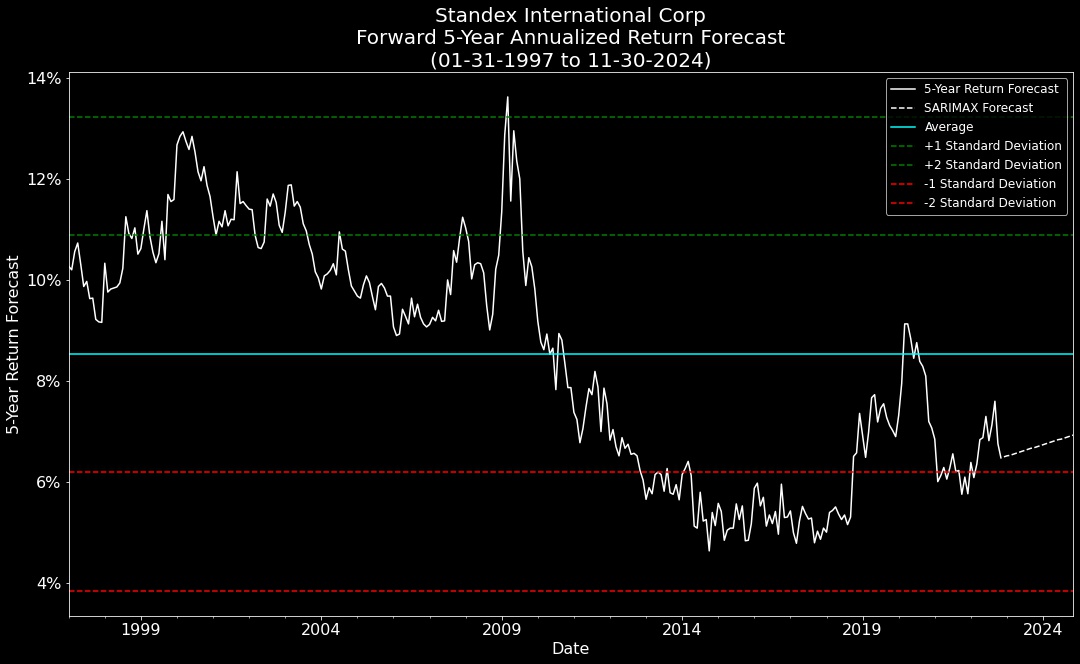 Standex International Corp
Forward 5-Year Annualized Return Forecast
(01-31-1997 to 11-30-2024)
5-Year Return Forecast
14%
12%
10%
8%
6%
4%
5-Year Return Forecast
SARIMAX Forecast
Average
+1 Standard Deviation
+2 Standard Deviation
-1 Standard Deviation
-2 Standard Deviation
1999 2004 2009 2014 2019 2024
Date